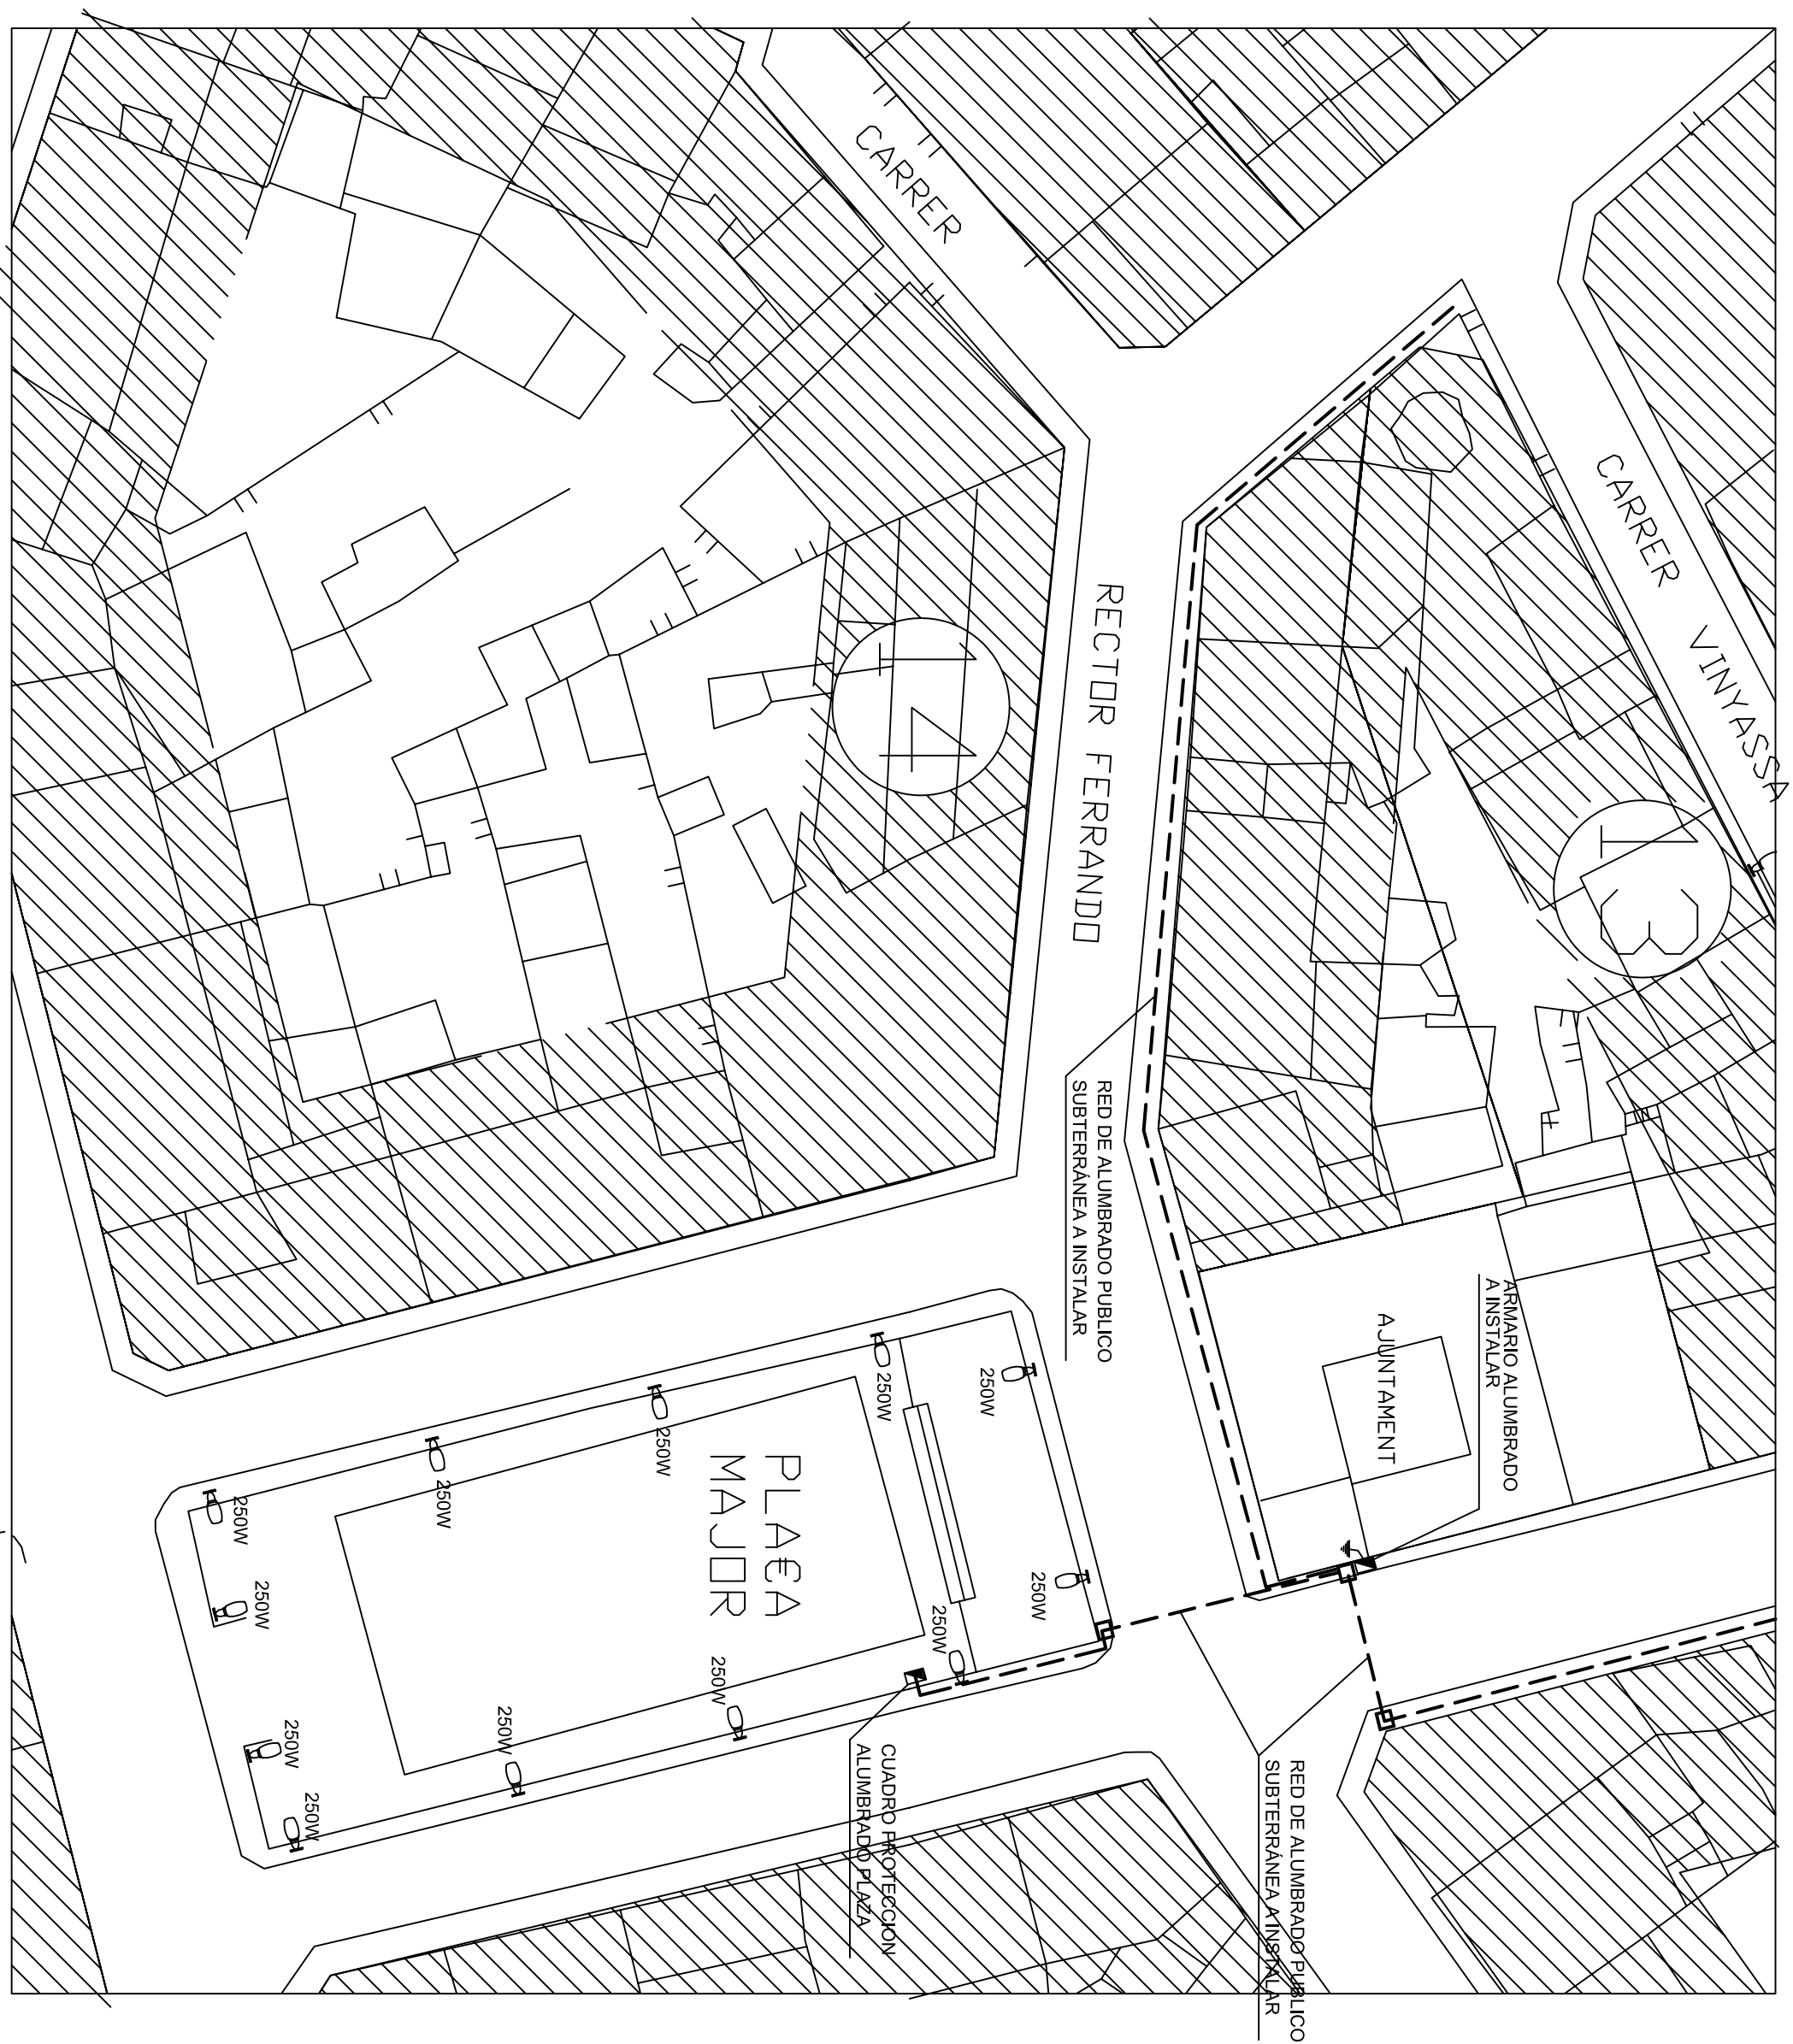 CARRER
RECTOR FERRANDO
CARRER VINYASSA
14
13
RED DE ALUMBRADO PUBLICO
SUBTERRÁNEA A INSTALAR
ARMARIO ALUMBRADO
A INSTALAR
AJUNTAMENT
PLA€A
MAJOR
250W
250W
250W
250W
250W
250W
250W
250W
250W
250W
250W
250W
CUADRO PROTECCION
ALUMBRADO PLAZA
RED DE ALUMBRADO PUBLICO
SUBTERRÁNEA A INSTALAR